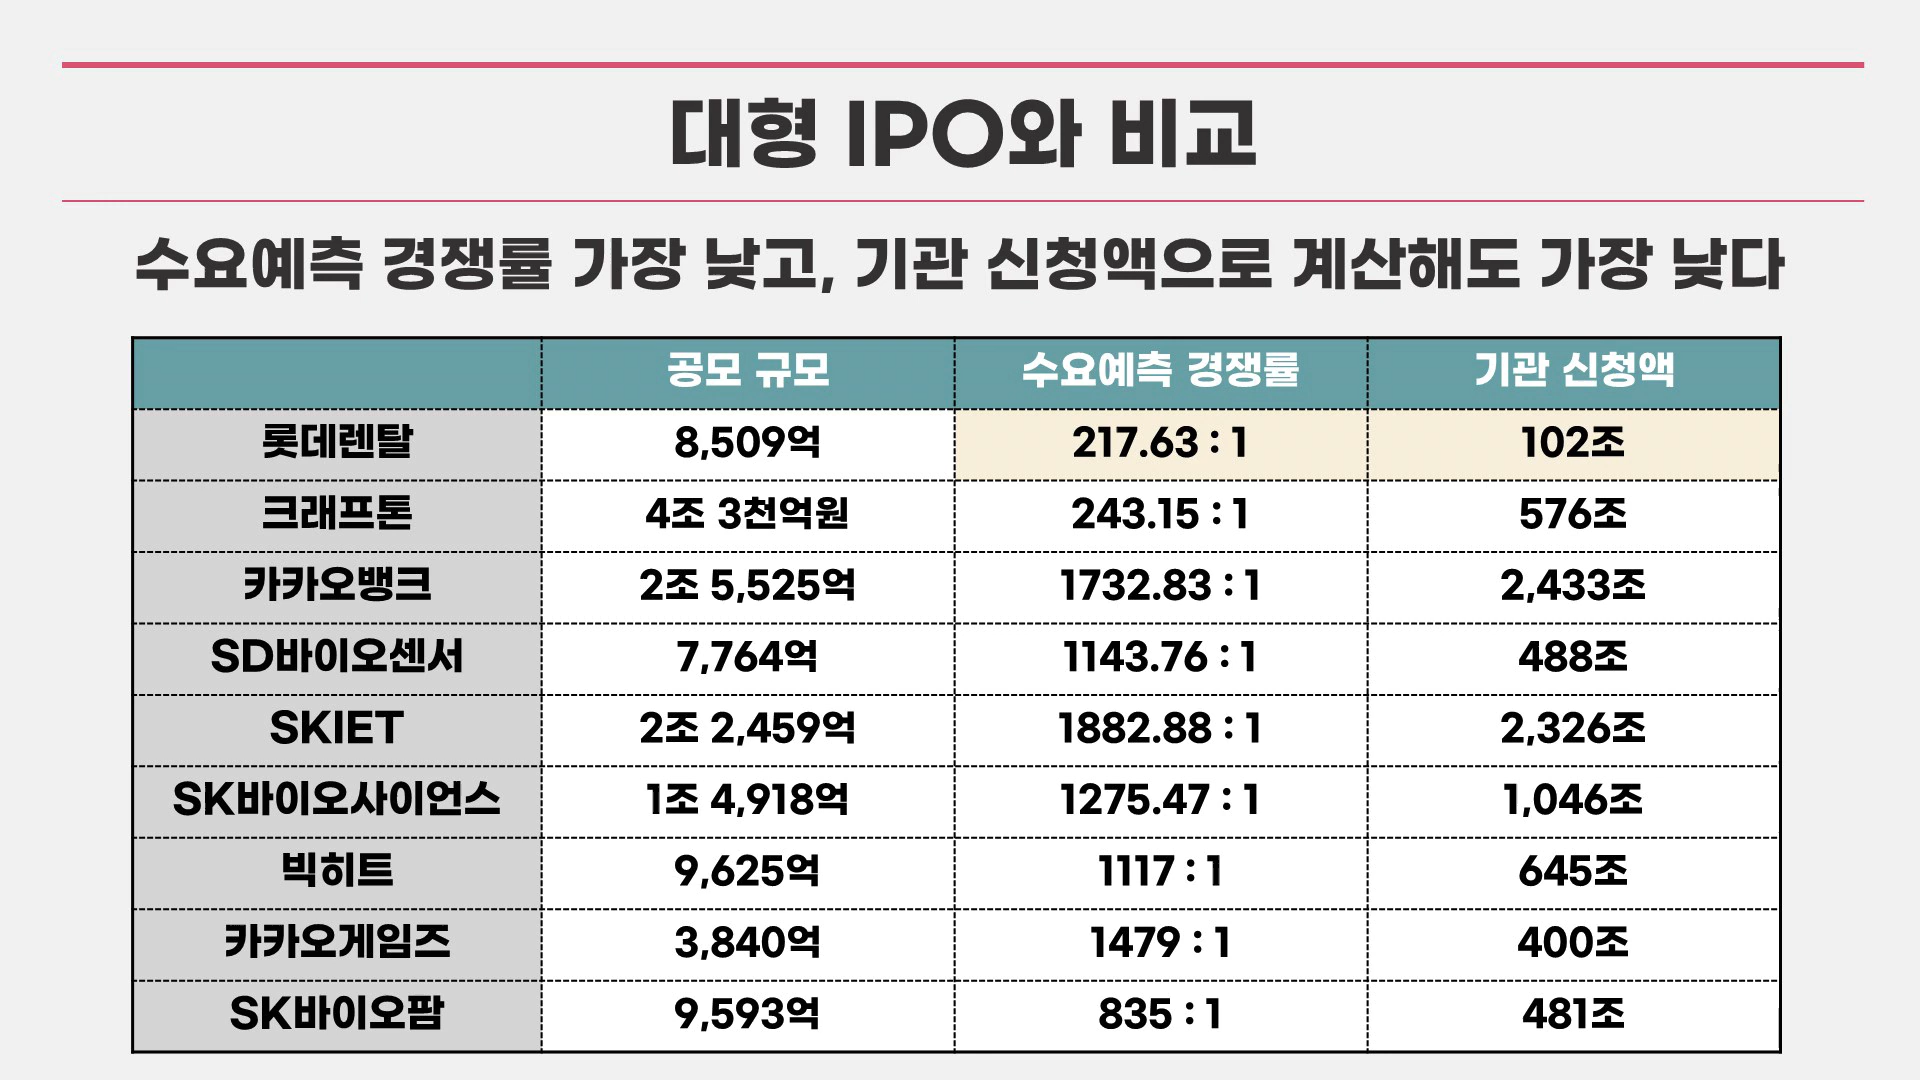 대형 IPO와 비교
수요예측 경쟁률 가장 낮고, 기관 신청액으로 계산해도 가장 낮다
공모 규모 수요예측 경쟁률 기관 신청액
롯데렌탈 8,509억 217.63 : 1 102조
크래프톤 4조 3천억원 243.15 : 1 576조
카카오뱅크 2조 5,525억 1732.83 : 1 2,433조
SD바이오센서 7,764억 1143.76 : 1 488조
SKIET 2조 2,459억 1882.88 : 1 2,326조
SK바이오사이언스 1조 4,918억 1275.47 : 1 1,046조
빅히트 9,625억 1117 : 1 645조
카카오게임즈 3,840억 1479 : 1 400조
SK바이오팜 9,593억 835 : 1 481조